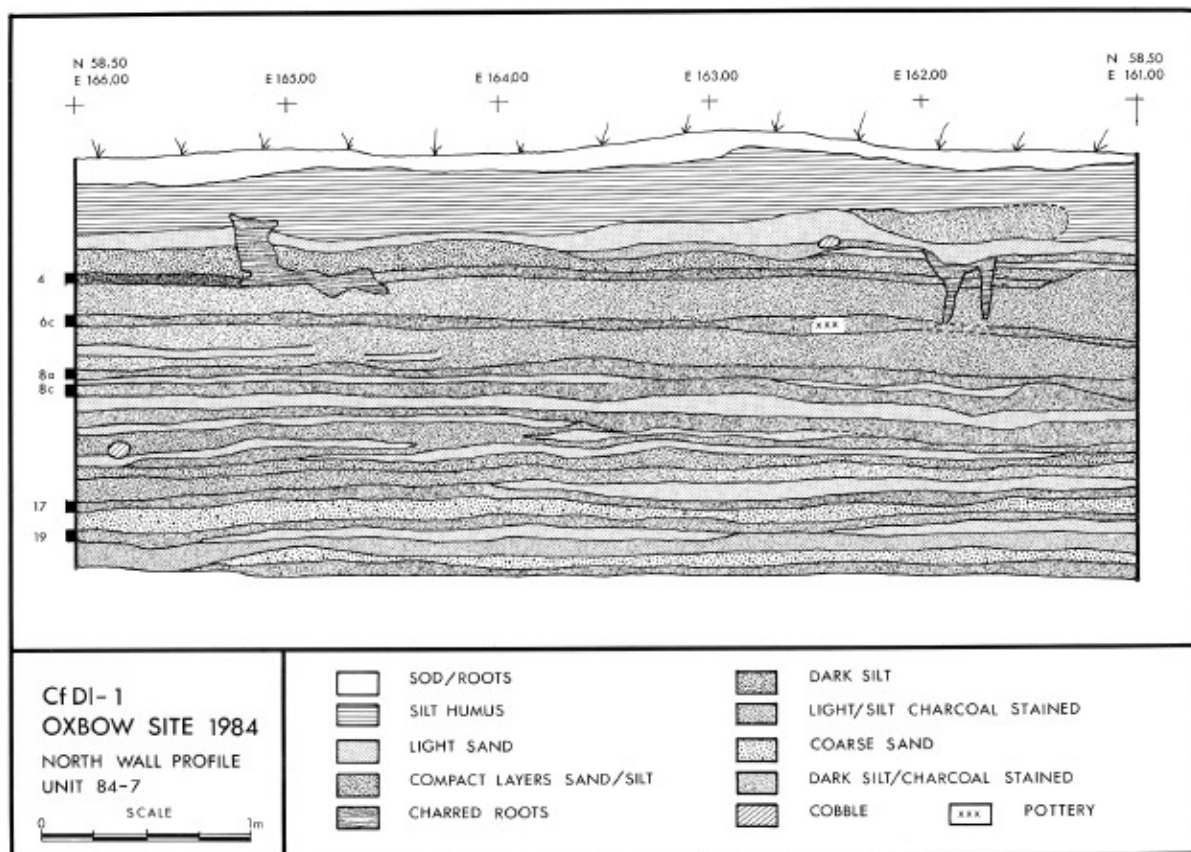 N 58.50
E 166.00
E 165.00
E 164.00
E 163.00
E 162.00
N 58.50
E 161.00
4
6c
xxx
8a
8c
17
19
CfDl-1
OXBOW SITE 1984
NORTH WALL PROFILE
UNIT 84-7
SCALE
0 1m
SOD/ROOTS
SILT HUMUS
LIGHT SAND
COMPACT LAYERS SAND/SILT
CHARRED ROOTS
DARK SILT
LIGHT/SILT CHARCOAL STAINED
COARSE SAND
DARK SILT/CHARCOAL STAINED
COBBLE
xxx POTTERY